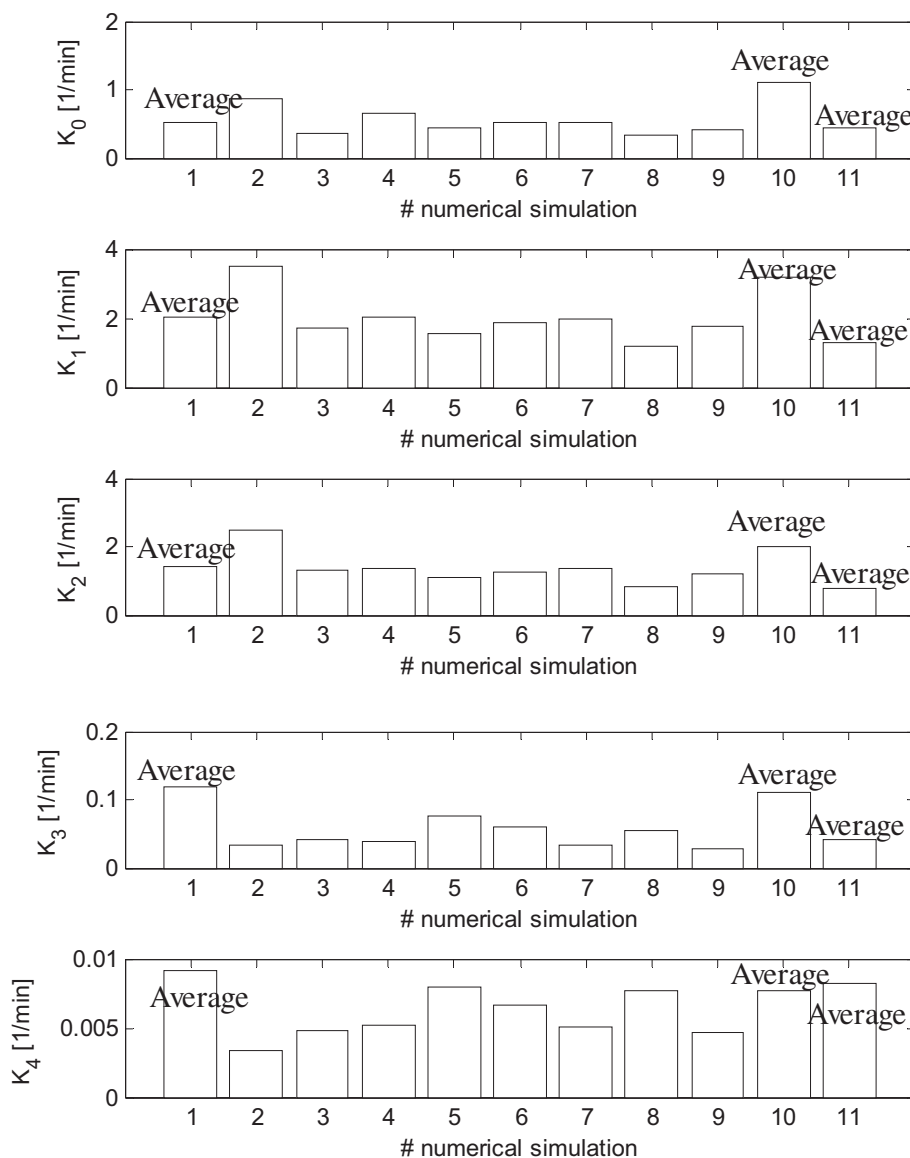 2
Average
1
Average
Average
0
K0 [1/min]
1 2 3 4 5 6 7 8 9 10 11
# numerical simulation
4
Average
Average
2
Average
0
K1 [1/min]
1 2 3 4 5 6 7 8 9 10 11
# numerical simulation
4
Average
2
Average
Average
0
K2 [1/min]
1 2 3 4 5 6 7 8 9 10 11
# numerical simulation
0.2
Average
Average
0.1
Average
0
K3 [1/min]
1 2 3 4 5 6 7 8 9 10 11
# numerical simulation
0.01
Average
Average
Average
0.005
0
K4 [1/min]
1 2 3 4 5 6 7 8 9 10 11
# numerical simulation